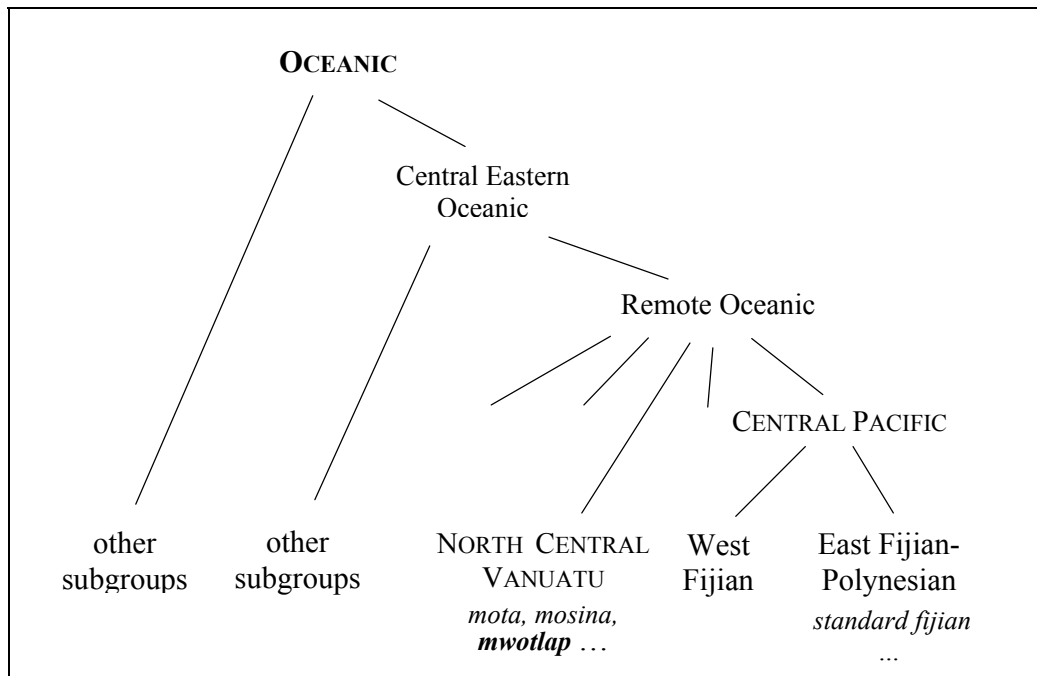 OCEANIC
Central Eastern
Oceanic
Remote Oceanic
CENTRAL PACIFIC
other
subgroups
other
subgroups
NORTH CENTRAL
VANUATU
mota, mosina,
mwotlap …
West
Fijian
East Fijian-
Polynesian
standard fijian
...